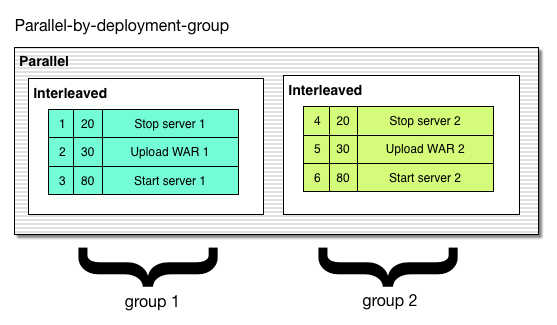 Parallel-by-deployment-group
Parallel
Interleaved
1 20 Stop server 1
2 30 Upload WAR 1
3 80 Start server 1
Interleaved
4 20 Stop server 2
5 30 Upload WAR 2
6 80 Start server 2
group 1
group 2